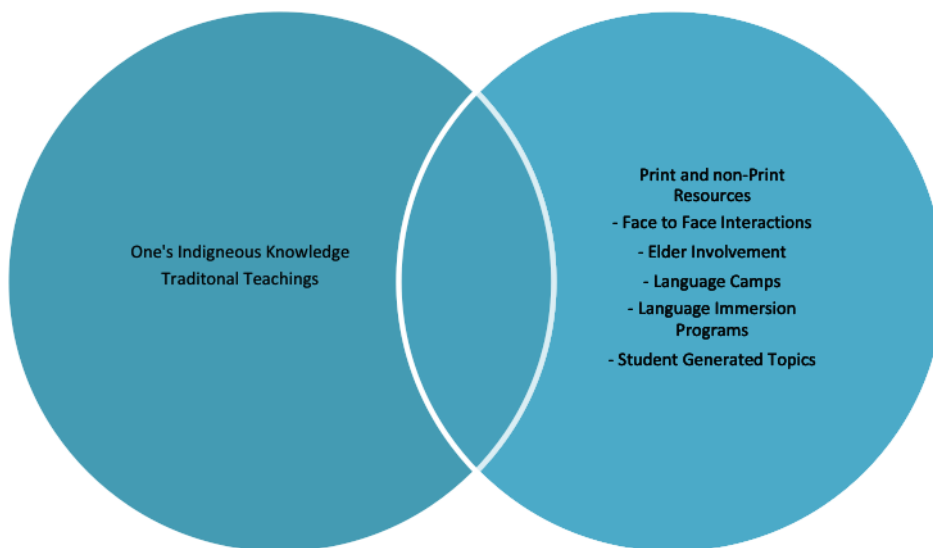 One's Indigneous Knowledge
Traditonal Teachings
Print and non-Print
Resources
- Face to Face Interactions
- Elder Involvement
- Language Camps
- Language Immersion
Programs
- Student Generated Topics